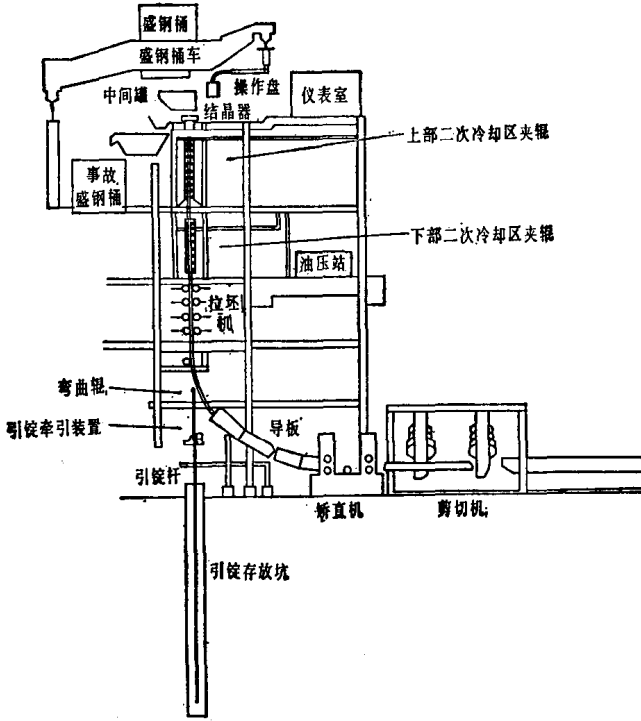 盛钢桶
盛钢桶车
操作盘
中间罐
结晶器
仪表室
上部二次冷却区夹辊
事故
盛钢桶
下部二次冷却区夹辊
油压站
拉坯
机
弯曲辊
引锭牵引装置
导板
引锭杆
矫直机
剪切机
引锭存放坑